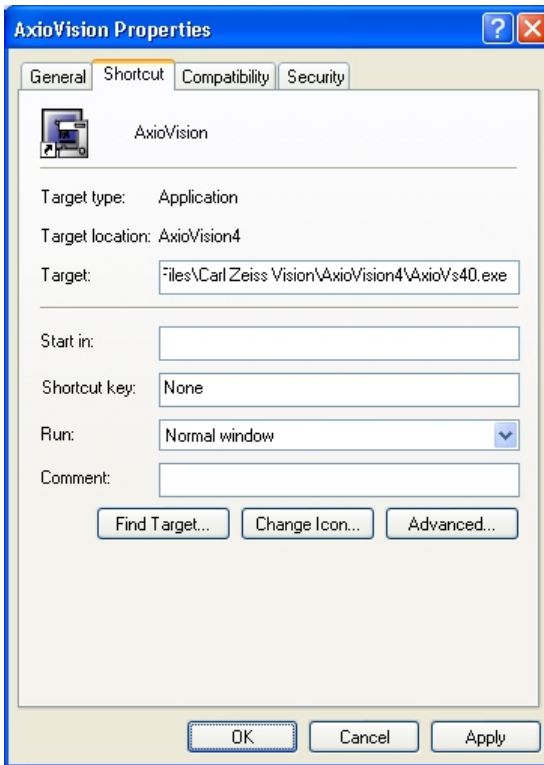 AxioVision Properties
General Shortcut Compatibility Security
AxioVision
Target type: Application
Target location: AxioVision4
Target: Files\Carl Zeiss Vision\AxioVision4\AxioVs40.exe
Start in:
Shortcut key: None
Run: Normal window
Comment:
Find Target... Change Icon... Advanced...
OK Cancel Apply